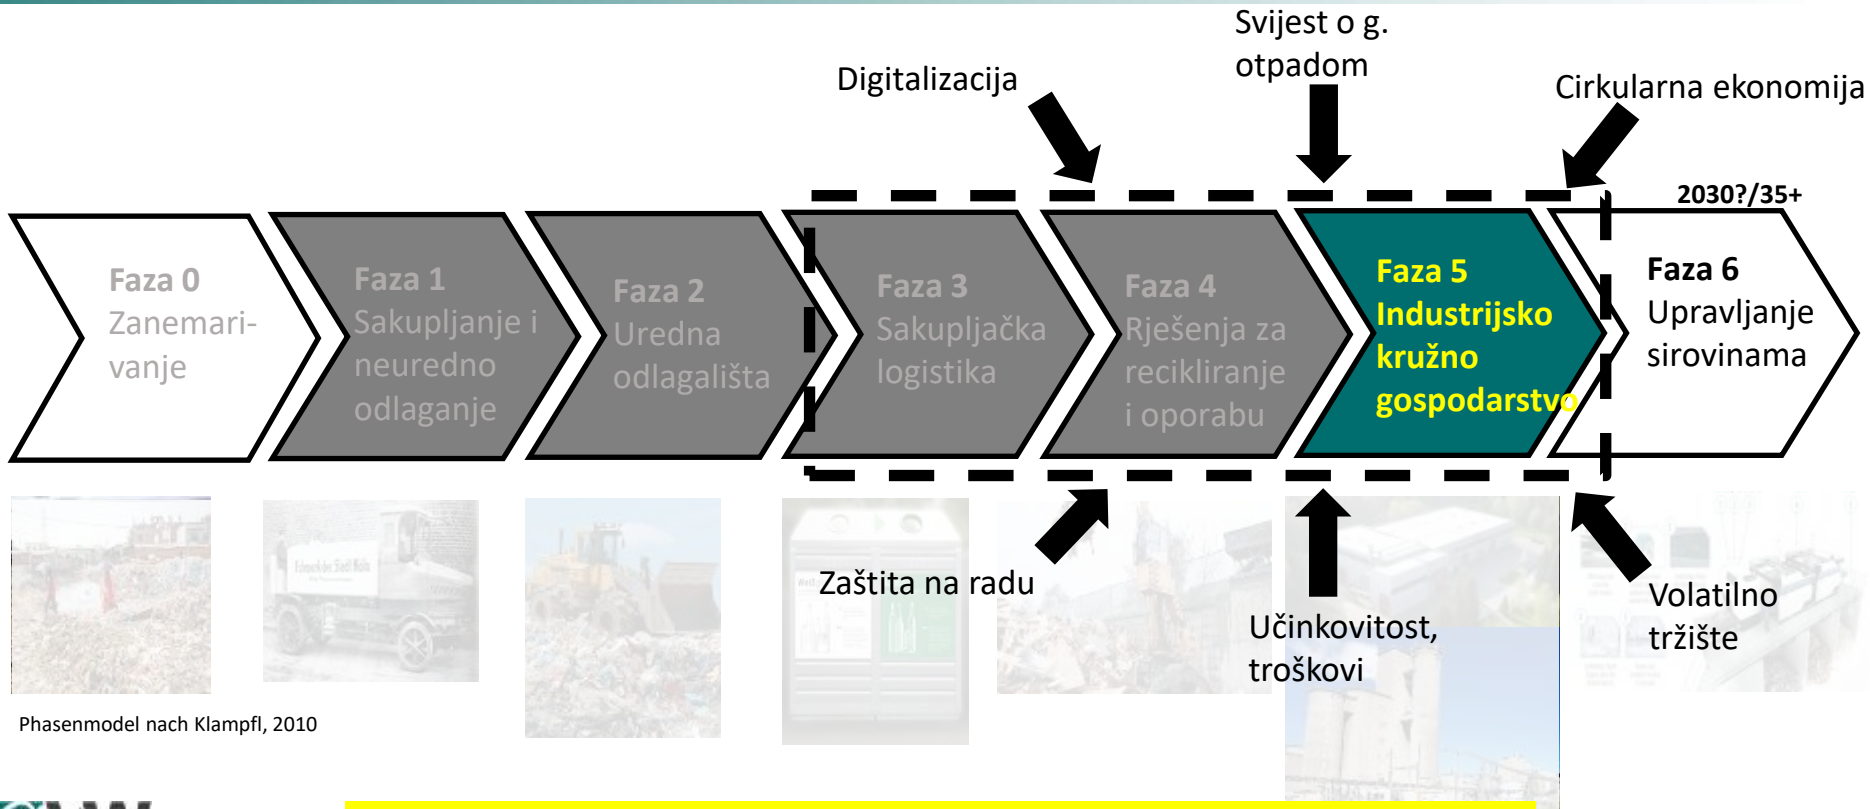 Svijest o g.
otpadom
Digitalizacija
Cirkularna ekonomija
2030?/35+
Faza 0
Zanemari-
vanje
Faza 1
Sakupljanje i
neuredno
odlaganje
Faza 2
Uredna
odlagališta
Faza 3
Sakupljačka
logistika
Faza 4
Rješenja za
recikliranje
i oporabu
Faza 5
Industrijsko
kružno
gospodarstvo
Faza 6
Upravljanje
sirovinama
Zaštita na radu
Učinkovitost,
troškovi
Volatilno
tržište
Phasenmodel nach Klampfl, 2010